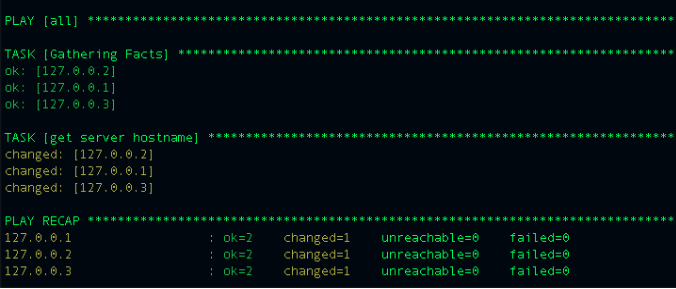 PLAY [all] ******************************************************************************
TASK [Gathering Facts] ******************************************************************
ok: [127.0.0.2]
ok: [127.0.0.1]
ok: [127.0.0.3]
TASK [get server hostname] **************************************************************
changed: [127.0.0.2]
changed: [127.0.0.1]
changed: [127.0.0.3]
PLAY RECAP ******************************************************************************
127.0.0.1                  : ok=2    changed=1    unreachable=0    failed=0
127.0.0.2                  : ok=2    changed=1    unreachable=0    failed=0
127.0.0.3                  : ok=2    changed=1    unreachable=0    failed=0